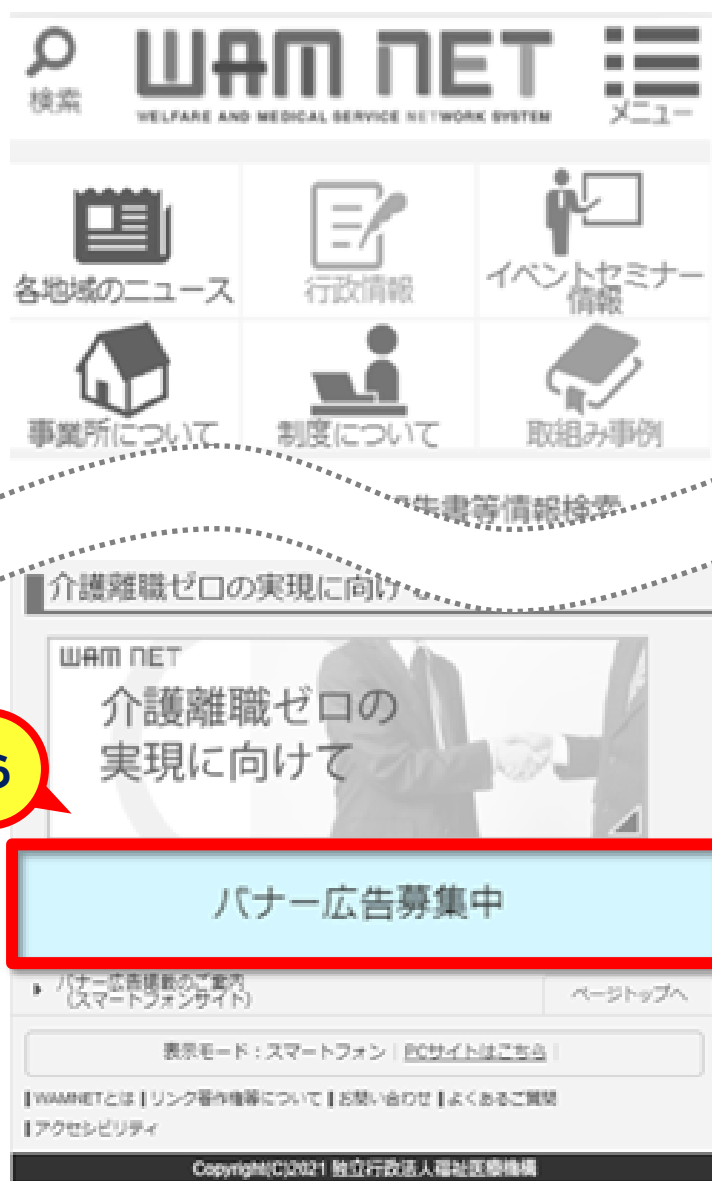 検索
WAM NET
WELFARE AND MEDICAL SERVICE NETWORK SYSTEM
メニュー
各地域のニュース
行政情報
イベントセミナー
情報
事業所について
制度について
取組み事例
告書等情報検索
介護離職ゼロの実現に向け
WAM NET
介護離職ゼロの
実現に向けて
6
バナー広告募集中
バナー広告掲載のご案内
(スマートフォンサイト)
ページトップへ
表示モード：スマートフォン | PCサイトはこちら |
| WAMNETとは | リンク著作権等について | お問い合わせ | よくあるご質問
| アクセシビリティ
Copyright(C)2021 独立行政法人福祉医療機構